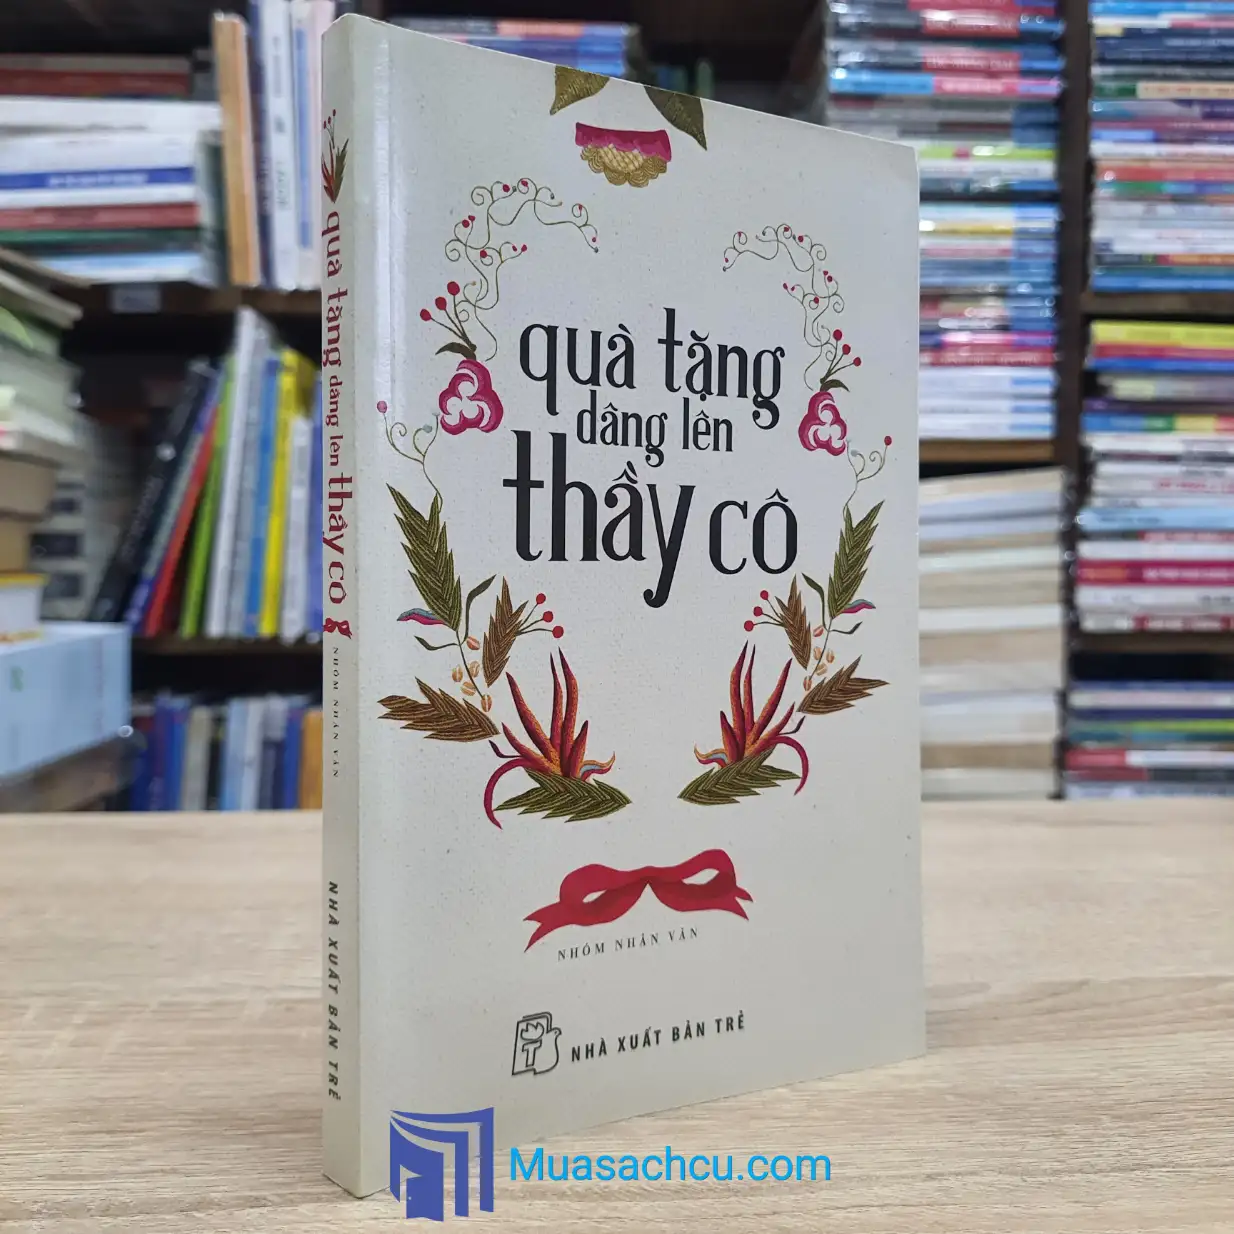 quà tặng
dâng lên
thầy cô
NHÓM NHÂN VĂN
NHÀ XUẤT BẢN TRẺ
quà tặng dâng lên thầy cô
NHÓM NHÂN VĂN
NHÀ XUẤT BẢN TRẺ
Muasachcu.com